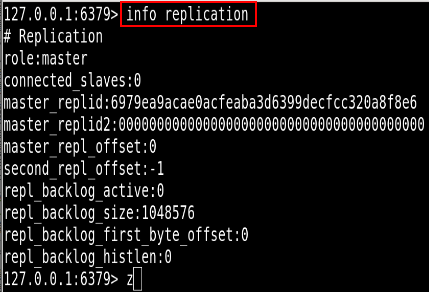 127.0.0.1:6379> info replication
# Replication
role:master
connected_slaves:0
master_replid:6979ea9acae0acfeaba3d6399decfcc320a8f8e6
master_replid2:0000000000000000000000000000000000000000
master_repl_offset:0
second_repl_offset:-1
repl_backlog_active:0
repl_backlog_size:1048576
repl_backlog_first_byte_offset:0
repl_backlog_histlen:0
127.0.0.1:6379> z